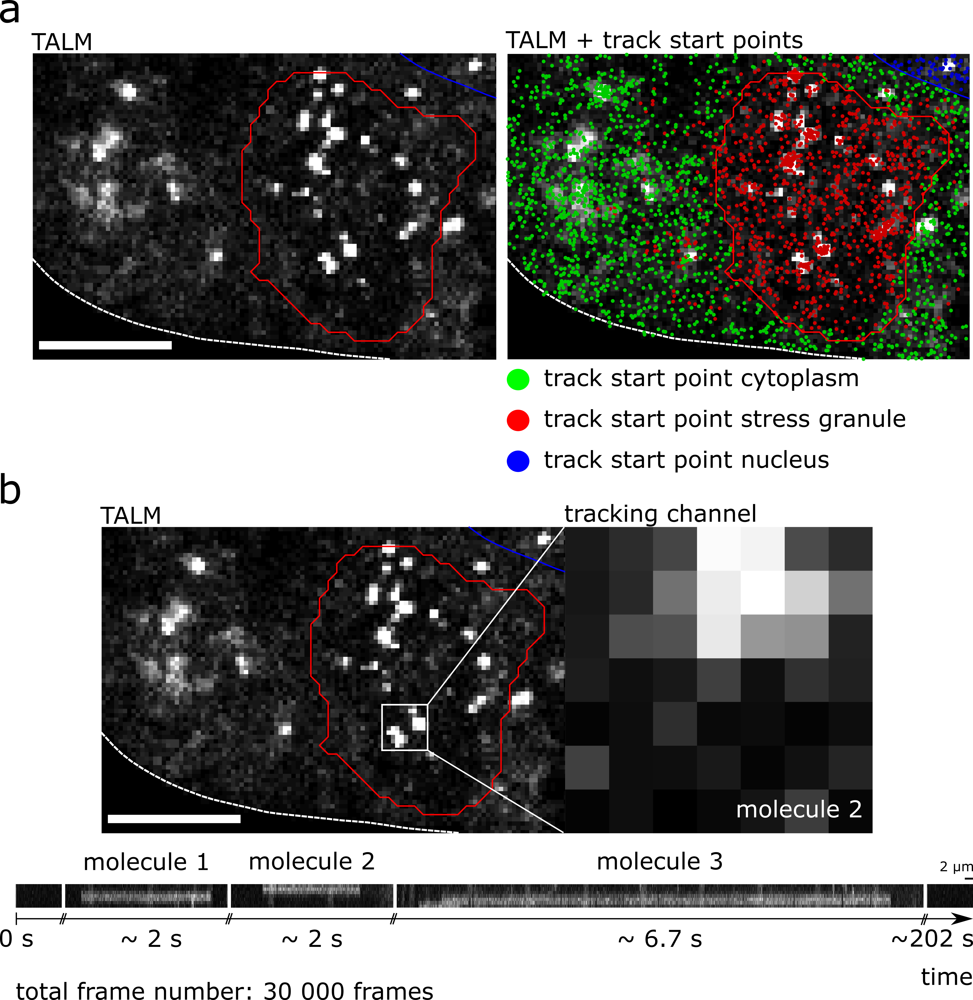 a
TALM
TALM + track start points
track start point cytoplasm
track start point stress granule
track start point nucleus
b
TALM
tracking channel
molecule 2
molecule 1
molecule 2
molecule 3
2 µm
0 s
~ 2 s
~ 2 s
~ 6.7 s
~202 s
time
total frame number: 30 000 frames